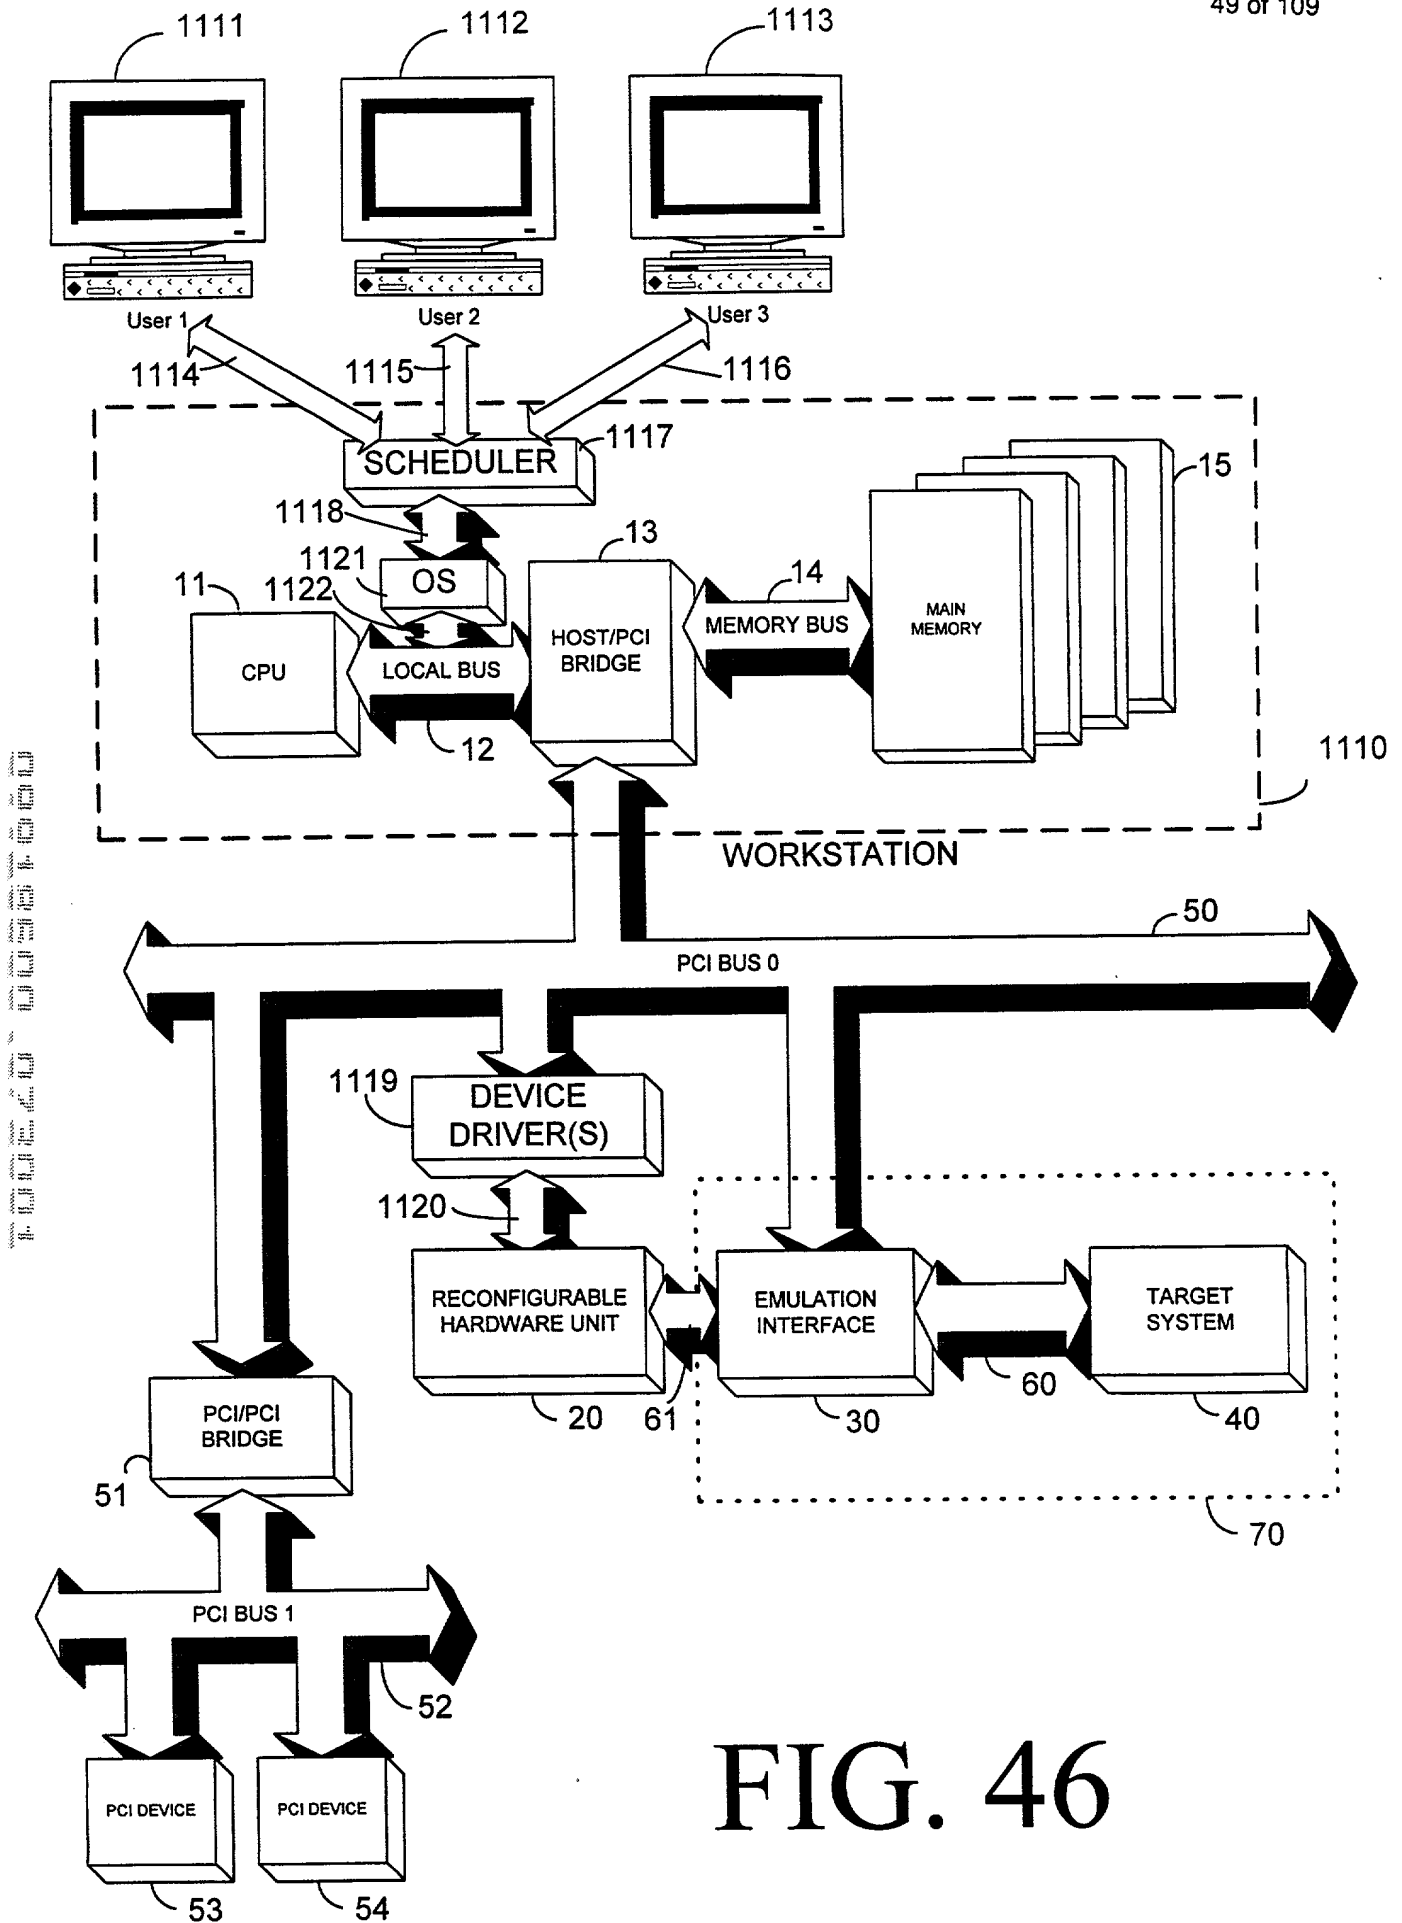 49 of 109
1111
1112
1113
User 1
User 2
User 3
1114
1115
1116
1117
SCHEDULER
15
1118
13
1121
OS
14
11
1122
MAIN
MEMORY
HOST/PCI
BRIDGE
MEMORY BUS
CPU
LOCAL BUS
12
1110
WORKSTATION
50
PCI BUS 0
1119
DEVICE
DRIVER(S)
1120
RECONFIGURABLE
HARDWARE UNIT
EMULATION
INTERFACE
TARGET
SYSTEM
60
20
61
30
40
PCI/PCI
BRIDGE
51
70
PCI BUS 1
52
PCI DEVICE
PCI DEVICE
53
54
FIG. 46